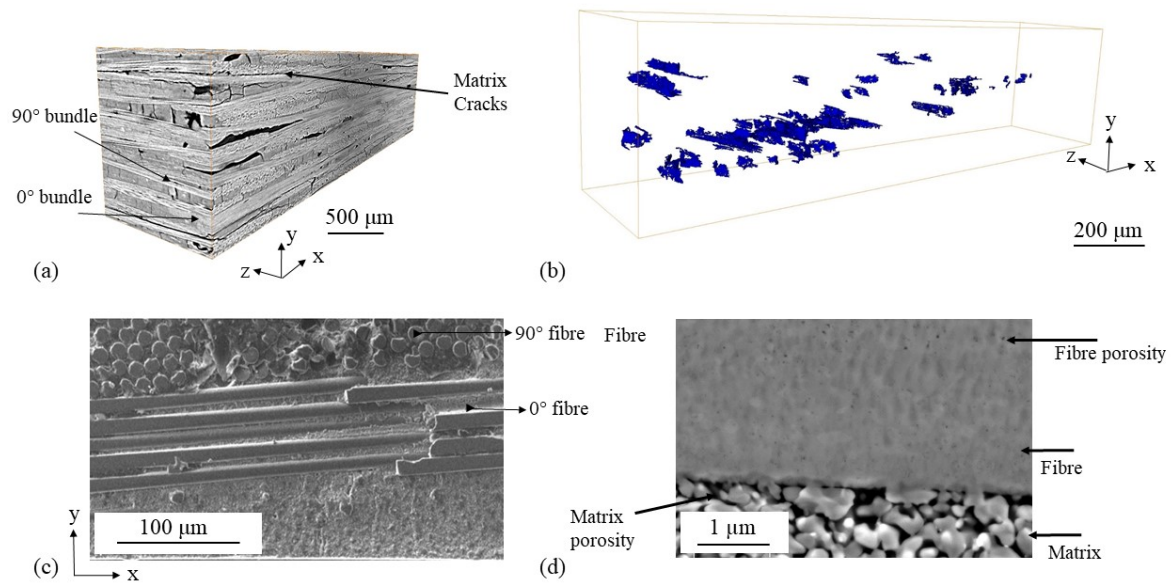 Matrix
Cracks
90° bundle
0° bundle
500 μm
y
x
z
(a)
y
z
x
200 μm
(b)
90° fibre
Fibre
0° fibre
100 μm
y
x
(c)
Fibre porosity
Fibre
Matrix
porosity
1 μm
Matrix
(d)